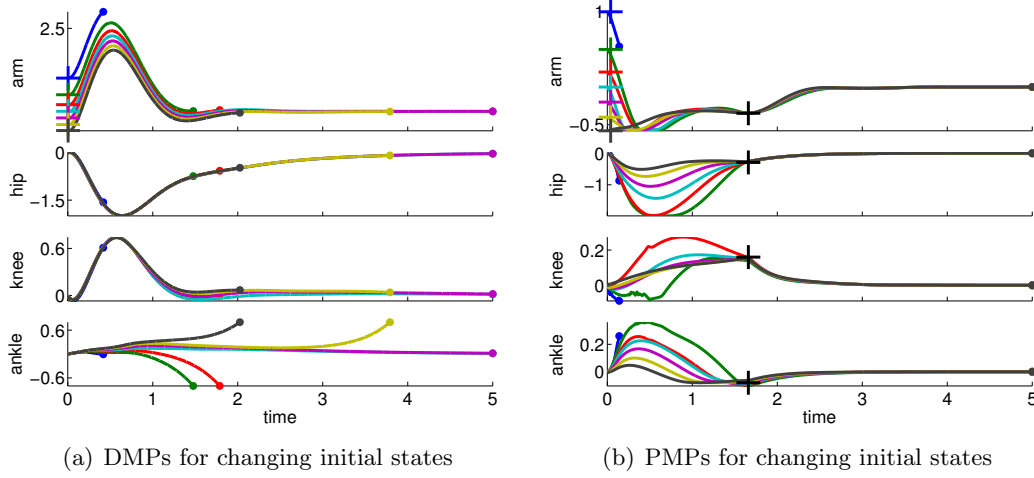 2.5
arm
0
−1.5
hip
0.6
0
knee
0.6
−0.6
ankle
0 1 2 3 4 5
time
(a) DMPs for changing initial states
1
−0.5
arm
0
−1
hip
0.2
0
knee
0.2
0
ankle
0 1 2 3 4 5
time
(b) PMPs for changing initial states